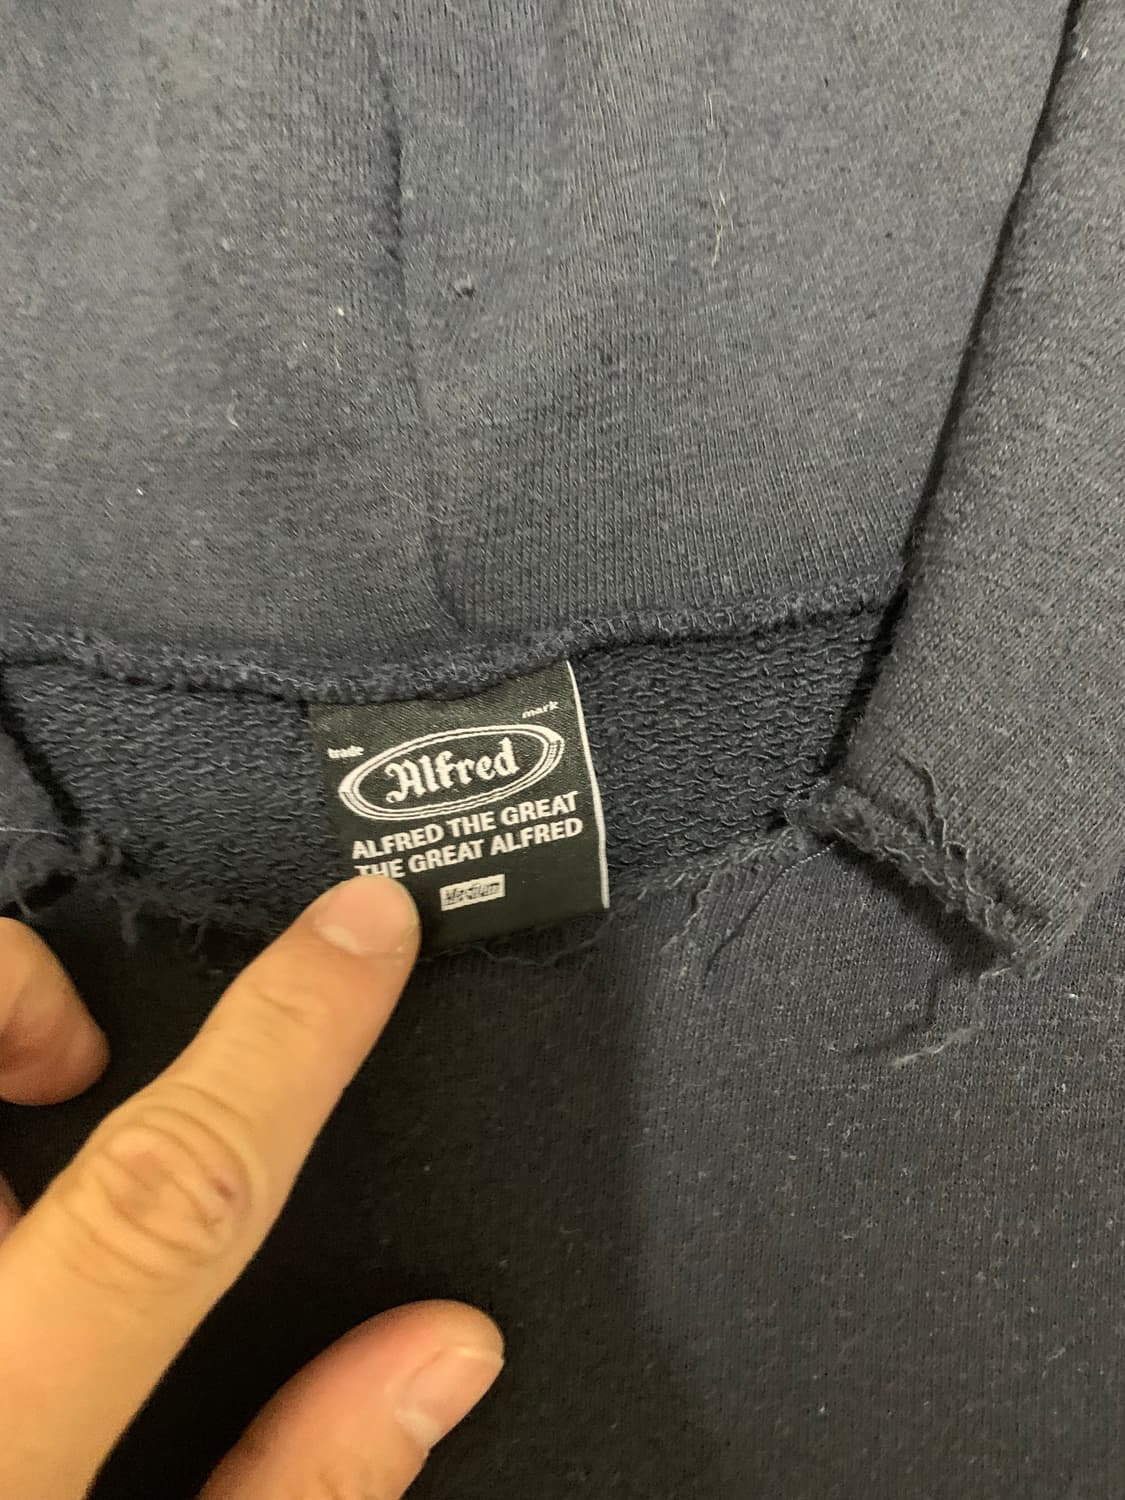 trade mark
Alfred
ALFRED THE GREAT
THE GREAT ALFRED
Medium